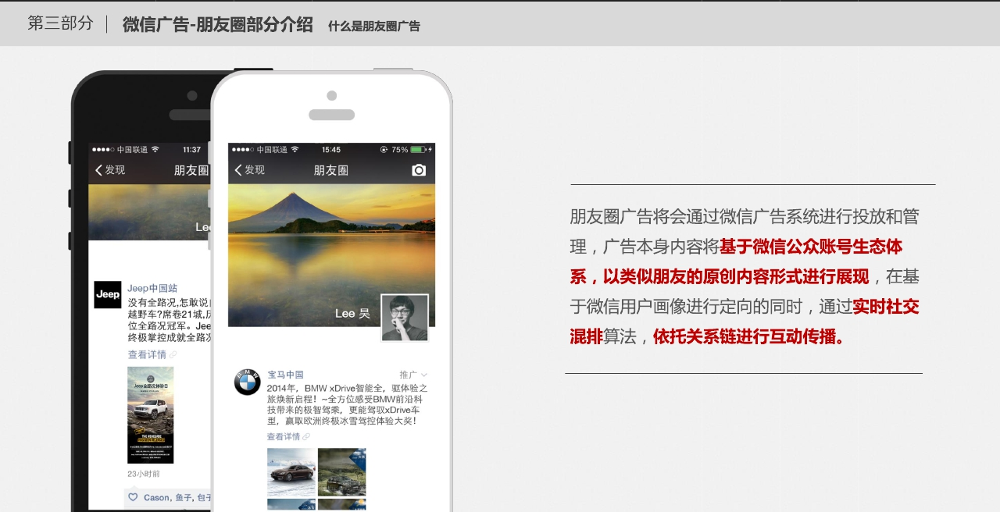 第三部分 微信广告-朋友圈部分介绍 什么是朋友圈广告
中国联通 11:37
发现 朋友圈
Lee
Jeep
Jeep中国站
没有全路况,怎敢说
越野车?席卷21城,
位全路况冠军。Jee
终极掌控成就全路
查看详情
Jeep全路况体验日
THE RENEGADE
23小时前
Cason, 鱼子, 包子
中国联通 15:45 75%
发现 朋友圈
Lee 昊
BMW
宝马中国 推广
2014年，BMW xDrive智能全，驱体验之
旅焕新启程！~全方位感受BMW前沿科
技带来的极智驾乘，更能驾驭xDrive车
型，赢取欧洲终极冰雪驾控体验大奖！
查看详情
朋友圈广告将会通过微信广告系统进行投放和管
理，广告本身内容将基于微信公众账号生态体
系，以类似朋友的原创内容形式进行展现，在基
于微信用户画像进行定向的同时，通过实时社交
混排算法，依托关系链进行互动传播。